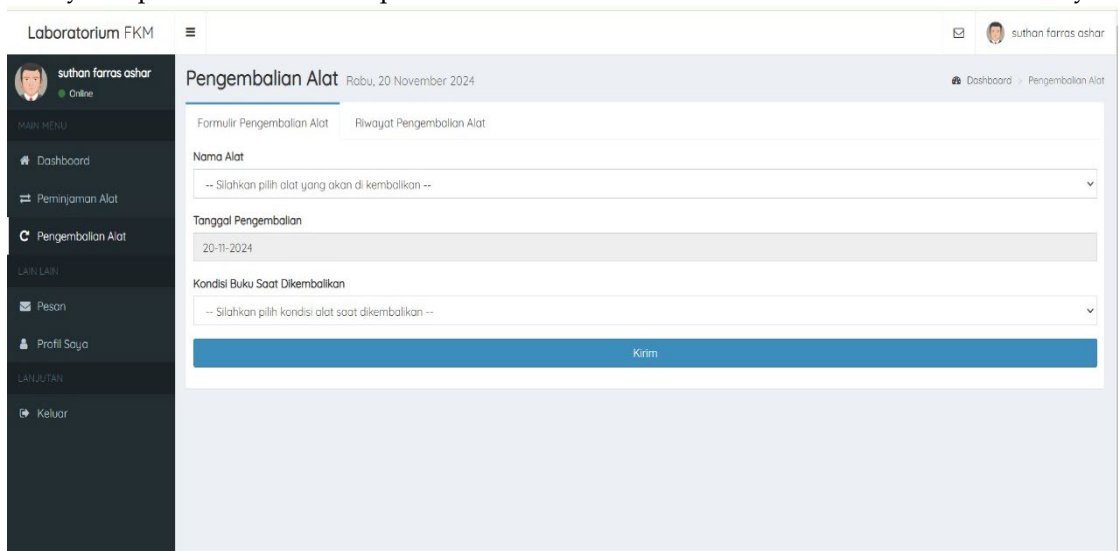 Laboratorium FKM
suthan farras ashar
suthan farras ashar
Online
Pengembalian Alat Rabu, 20 November 2024
Dashboard > Pengembalian Alat
MAIN MENU
Dashboard
Peminjaman Alat
Pengembalian Alat
LAIN LAIN
Pesan
Profil Saya
LANJUTAN
Keluar
Formulir Pengembalian Alat
Riwayat Pengembalian Alat
Nama Alat
-- Silahkan pilih alat yang akan di kembalikan --
Tanggal Pengembalian
20-11-2024
Kondisi Buku Saat Dikembalikan
-- Silahkan pilih kondisi alat saat dikembalikan --
Kirim